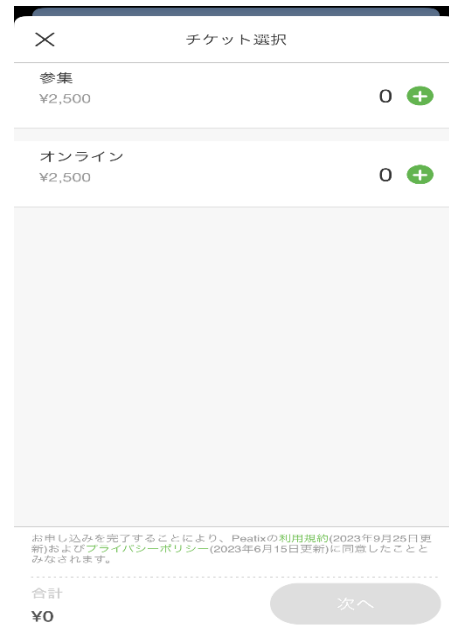 チケット選択
参集
¥2,500
0
オンライン
¥2,500
0
お申し込みを完了することにより、Peatixの利用規約(2023年9月25日更
新)およびプライバシーポリシー(2023年6月15日更新)に同意したことと
みなされます。
合計
¥0
次へ